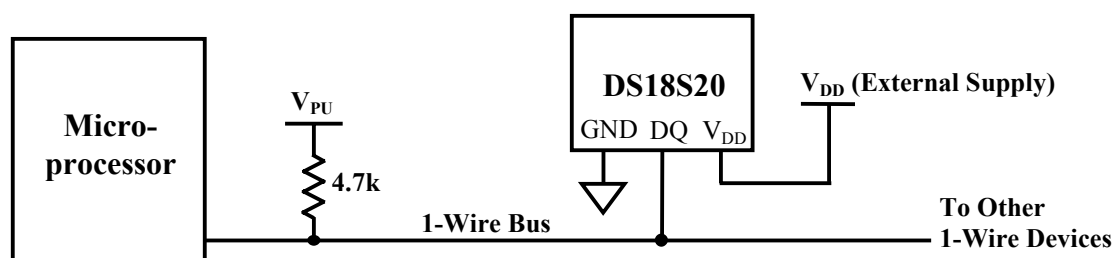 Micro-
processor
V_PU
4.7k
1-Wire Bus
DS18S20
GND DQ V_DD
V_DD (External Supply)
To Other
1-Wire Devices